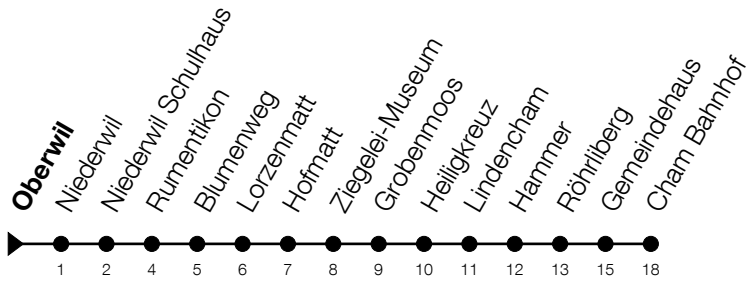 Oberwil
Niederwil
Niederwil Schulhaus
Rumentikon
Blumenweg
Lorzenmatt
Hofmatt
Ziegelei-Museum
Grobenmoos
Heiligkreuz
Lindencham
Hammer
Röhrliberg
Gemeindehaus
Cham Bahnhof
1 2 4 5 6 7 8 9 10 11 12 13 15 18